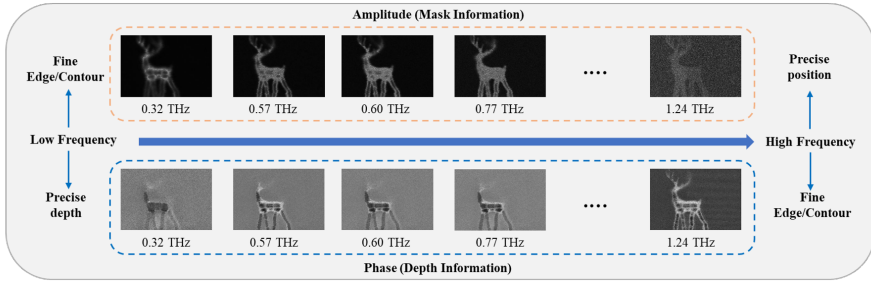 Amplitude (Mask Information)
Fine
Edge/Contour
Precise
position
0.32 THz
0.57 THz
0.60 THz
0.77 THz
....
1.24 THz
Low Frequency
High Frequency
Precise
depth
Fine
Edge/Contour
....
0.32 THz
0.57 THz
0.60 THz
0.77 THz
1.24 THz
Phase (Depth Information)